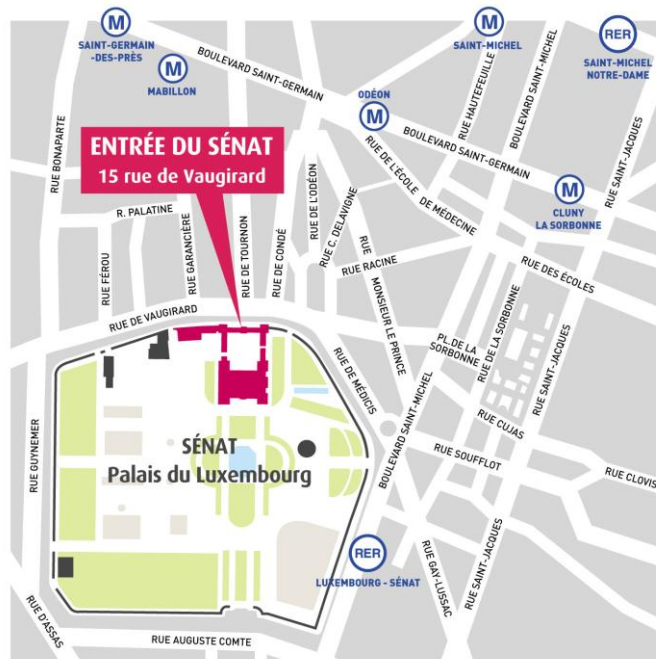 M
SAINT-GERMAIN
-DES-PRÈS
M
MABILLON
M
SAINT-MICHEL
RER
SAINT-MICHEL
NOTRE-DAME
BOULEVARD SAINT-GERMAIN
ODÉON
M
RUE HAUTEFEUILLE
BOULEVARD SAINT-MICHEL
BOULEVARD SAINT-GERMAIN
RUE SAINT-JACQUES
M
CLUNY
LA SORBONNE
RUE BONAPARTE
ENTRÉE DU SÉNAT
15 rue de Vaugirard
RUE DE L'ÉCOLE DE MÉDECINE
RUE DES ÉCOLES
R. PALATINE
RUE FÉROU
RUE GARANCIÈRE
RUE DE TOURNON
RUE DE CONDÉ
RUE DE L'ODÉON
RUE C. DELAVIGNE
RUE MONSIEUR LE PRINCE
RUE RACINE
RUE DE VAUGIRARD
PL. DE LA
SORBONNE
RUE DE LA SORBONNE
RUE SAINT-JACQUES
RUE DE MÉDICIS
BOULEVARD SAINT-MICHEL
RUE CUJAS
RUE SOUFFLOT
RUE CLOVIS
RUE GUYNEMER
SÉNAT
Palais du Luxembourg
RER
LUXEMBOURG - SÉNAT
RUE GAY-LUSSAC
RUE SAINT-JACQUES
RUE D'ASSAS
RUE AUGUSTE COMTE